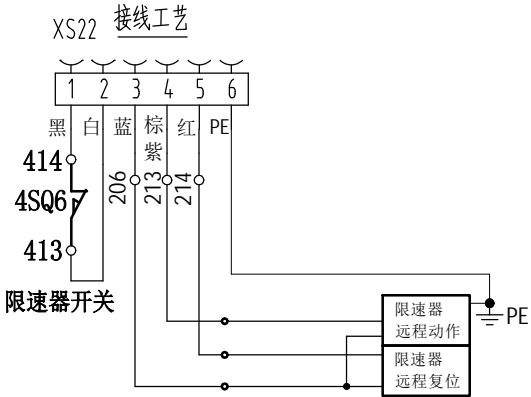 XS22 接线工艺
1 2 3 4 5 6
黑 白 蓝 棕紫 红 PE
414
206 213 214
4SQ6
413
限速器开关
限速器
远程动作
PE
限速器
远程复位